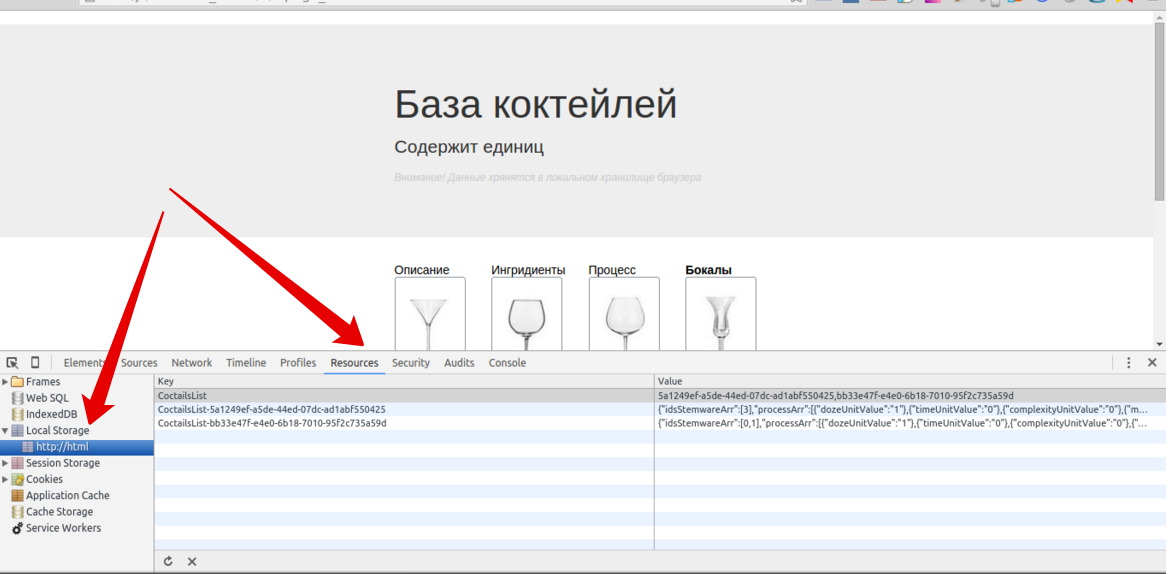 База коктейлей
Содержит единиц
Внимание! Данные хрянятся в локальном хранилище браузера
Описание Ингридиенты Процесс Бокалы
Elements Sources Network Timeline Profiles Resources Security Audits Console
Frames
Web SQL
IndexedDB
Local Storage
http://html
Session Storage
Cookies
Application Cache
Cache Storage
Service Workers
Key Value
CoctailsList 5a1249ef-a5de-44ed-07dc-ad1abf550425,bb33e47f-e4e0-6b18-7010-95f2c735a59d
CoctailsList-5a1249ef-a5de-44ed-07dc-ad1abf550425 {"idsStemwareArr":[3],"processArr":[{"dozeUnitValue":"1"},{"timeUnitValue":"0"},{"complexityUnitValue":"0"},{"m...
CoctailsList-bb33e47f-e4e0-6b18-7010-95f2c735a59d {"idsStemwareArr":[0,1],"processArr":[{"dozeUnitValue":"1"},{"timeUnitValue":"0"},{"complexityUnitValue":"0"},{"...